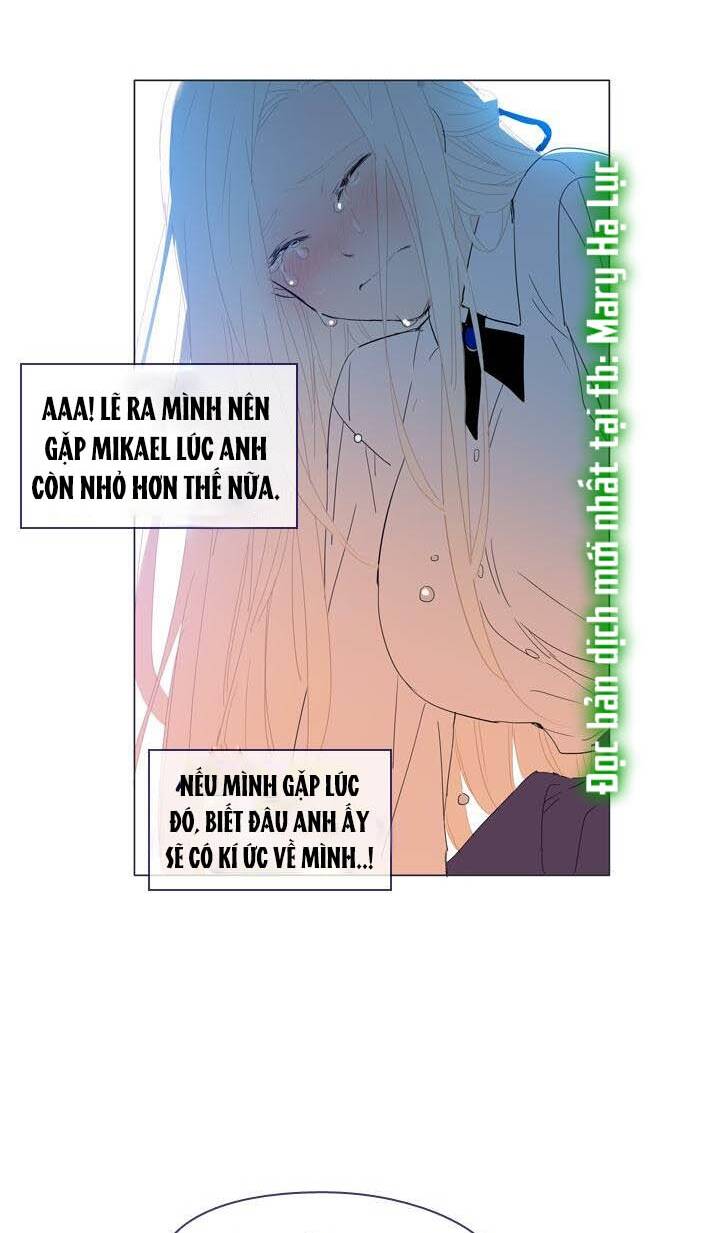 AAA! LẼ RA MÌNH NÊN
GẶP MIKAEL LÚC ANH
CÒN NHỎ HƠN THẾ NỮA.
Đọc bản dịch mới nhất tại fb: Mary Hạ Lục
NẾU MÌNH GẶP LÚC
ĐÓ, BIẾT ĐÂU ANH ẤY
SẼ CÓ KÍ ỨC VỀ MÌNH..!